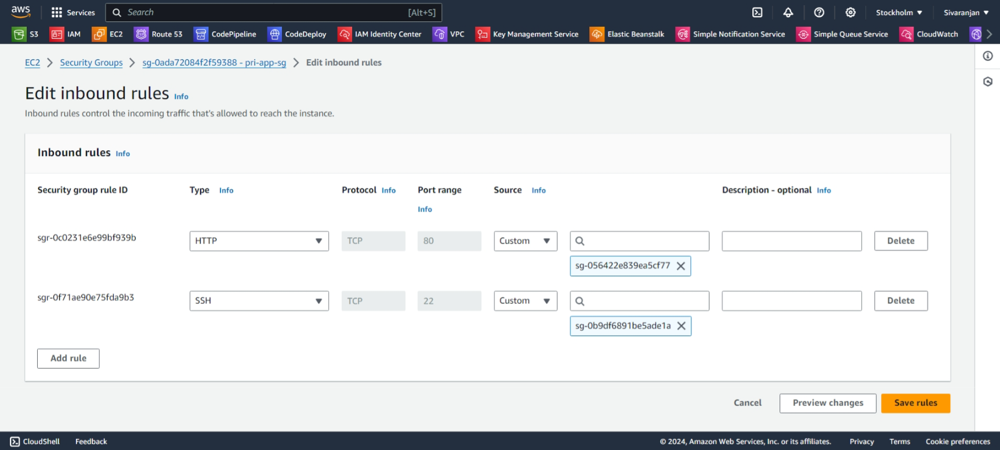 aws Services Search [Alt+S] Stockholm ▼ Sivaranjan ▼
S3 IAM EC2 Route 53 CodePipeline CodeDeploy IAM Identity Center VPC Key Management Service Elastic Beanstalk Simple Notification Service Simple Queue Service CloudWatch
EC2 > Security Groups > sg-0ada72084f2f59388 - pri-app-sg > Edit inbound rules
Edit inbound rules Info
Inbound rules control the incoming traffic that's allowed to reach the instance.
Inbound rules Info
Security group rule ID Type Info Protocol Info Port range Source Info Description - optional Info
Info
sgr-0c0231e6e99bf939b HTTP TCP 80 Custom Delete
sg-056422e839ea5cf77
sgr-0f71ae90e75fda9b3 SSH TCP 22 Custom Delete
sg-0b9df6891be5ade1a
Add rule
Cancel Preview changes Save rules
CloudShell Feedback © 2024, Amazon Web Services, Inc. or its affiliates. Privacy Terms Cookie preferences